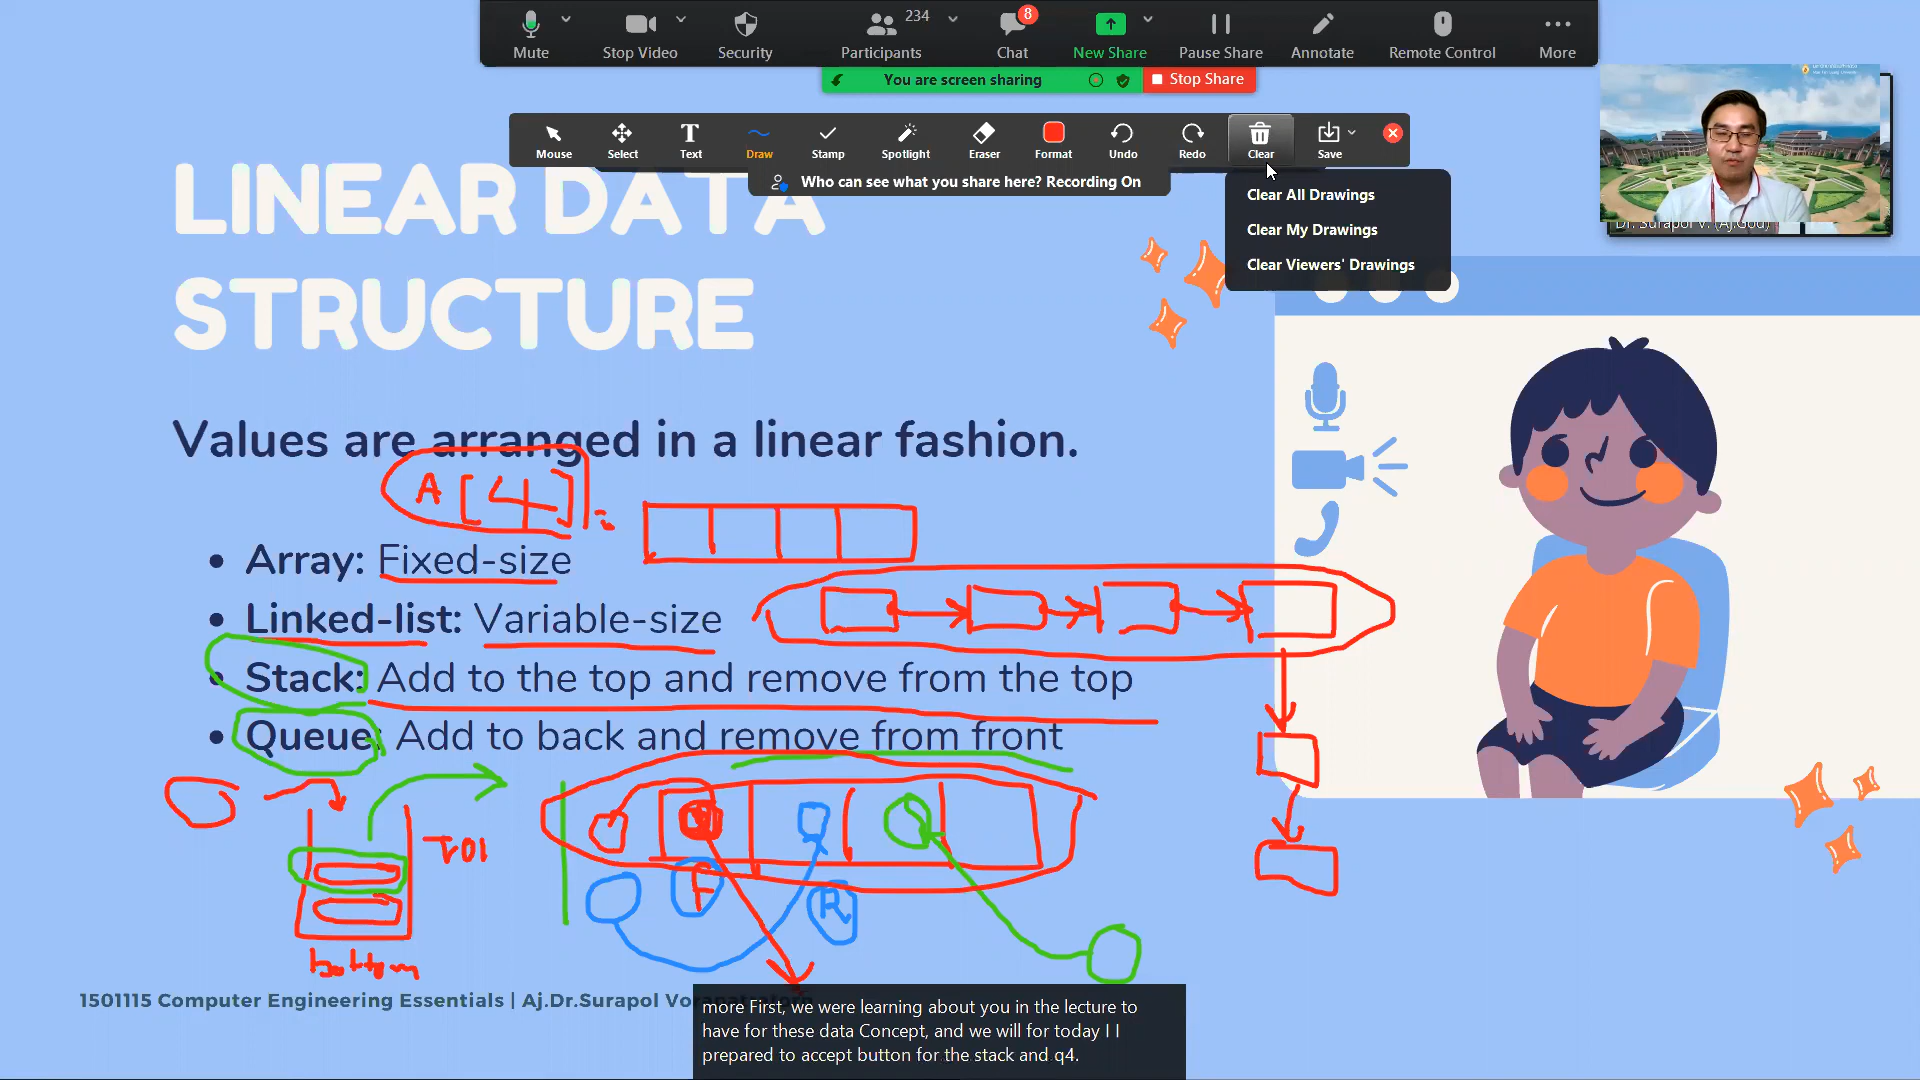 234
8
Mute
Stop Video
Security
Participants
Chat
New Share
Pause Share
Annotate
Remote Control
More
You are screen sharing
Stop Share
Mouse
Select
Text
Draw
Stamp
Spotlight
Eraser
Format
Undo
Redo
Clear
Save
Who can see what you share here? Recording On
Clear All Drawings
Clear My Drawings
Clear Viewers' Drawings
Dr. Surapol V. (Aj.God)
LINEAR DATA
STRUCTURE
Values are arranged in a linear fashion.
A [4]
• Array: Fixed-size
• Linked-list: Variable-size
• Stack: Add to the top and remove from the top
• Queue: Add to back and remove from front
F
R
bottom
1501115 Computer Engineering Essentials | Aj.Dr.Surapol
more First, we were learning about you in the lecture to
have for these data Concept, and we will for today I I
prepared to accept button for the stack and q4.